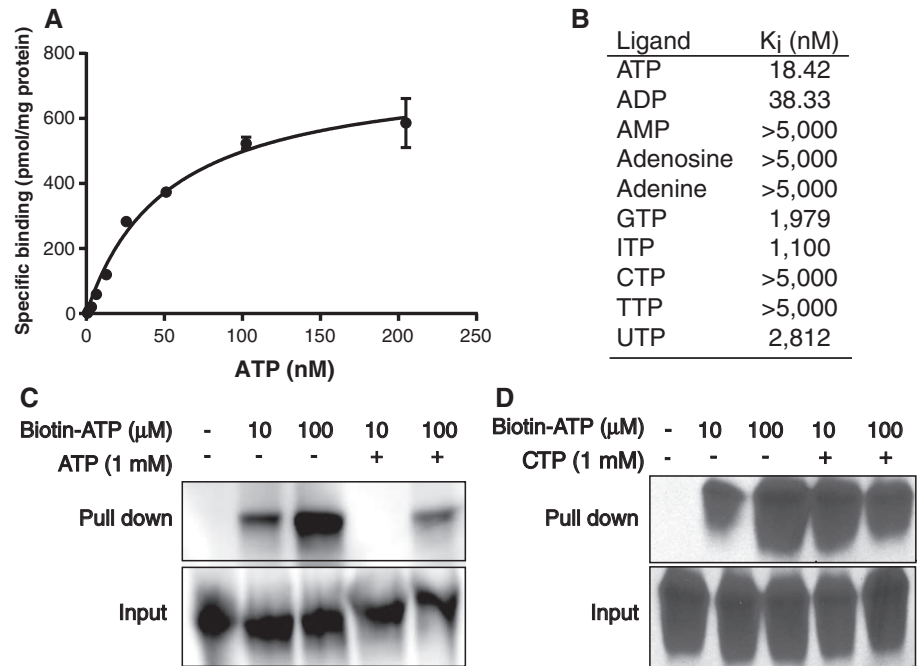 A
Specific binding (pmol/mg protein)
800
600
400
200
0
0 50 100 150 200 250
ATP (nM)
B
Ligand Ki (nM)
ATP 18.42
ADP 38.33
AMP >5,000
Adenosine >5,000
Adenine >5,000
GTP 1,979
ITP 1,100
CTP >5,000
TTP >5,000
UTP 2,812
C
Biotin-ATP (μM) - 10 100 10 100
ATP (1 mM) - - - + +
Pull down
Input
D
Biotin-ATP (μM) - 10 100 10 100
CTP (1 mM) - - - + +
Pull down
Input